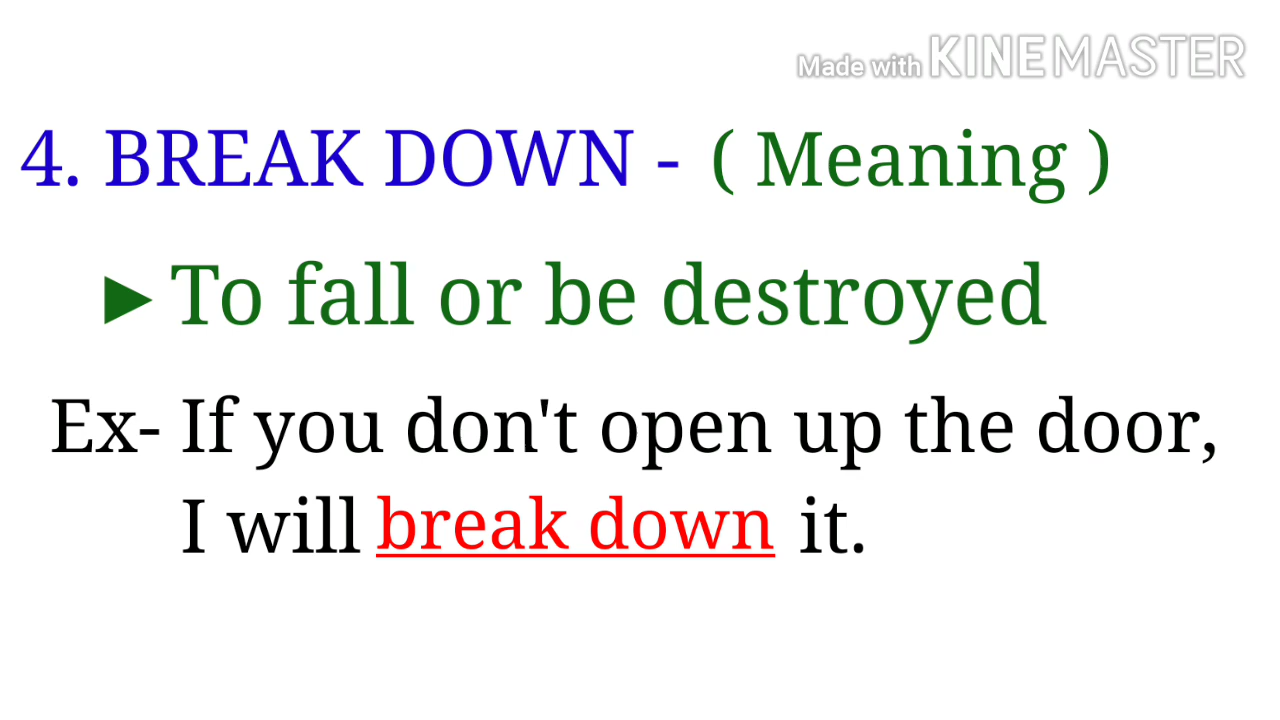 Made with KINEMASTER
4. BREAK DOWN - ( Meaning )
►To fall or be destroyed
Ex- If you don't open up the door,
I will break down it.